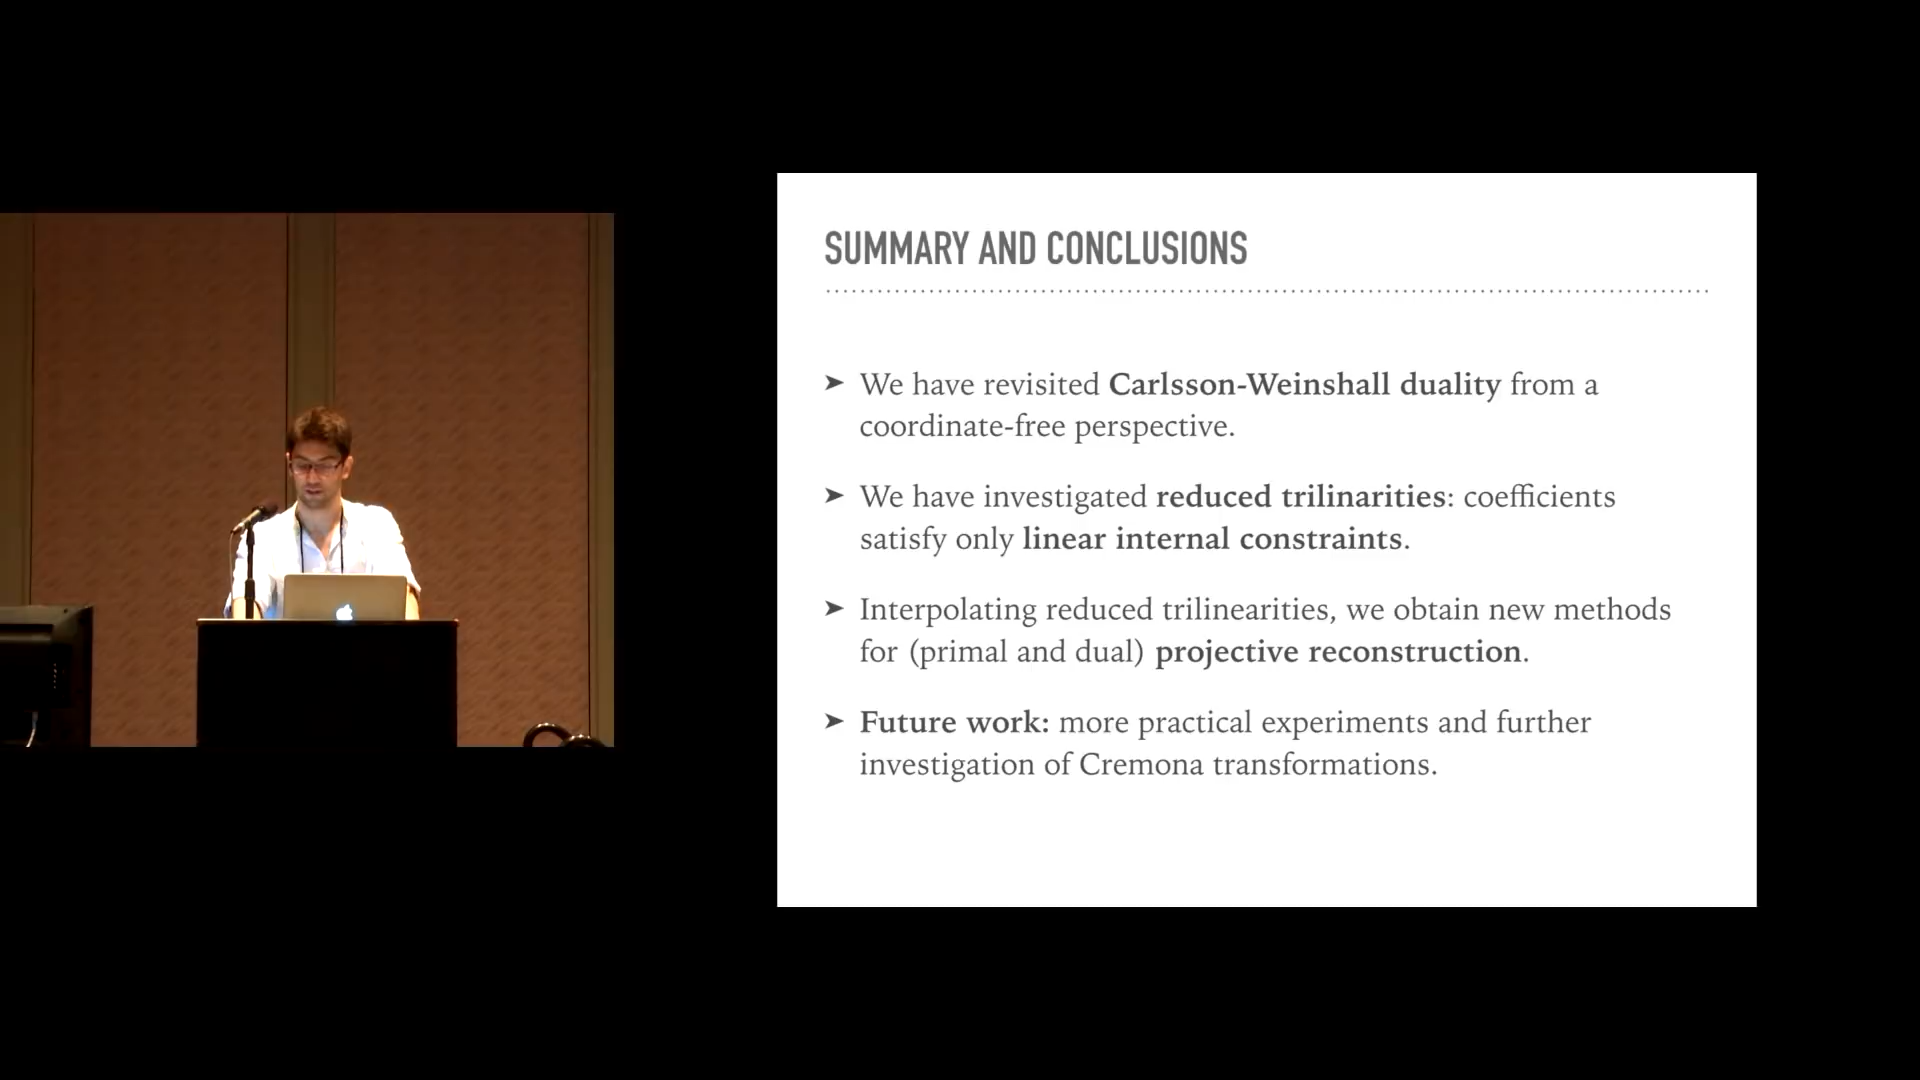 SUMMARY AND CONCLUSIONS
➤ We have revisited Carlsson-Weinshall duality from a
coordinate-free perspective.
➤ We have investigated reduced trilinarities: coefficients
satisfy only linear internal constraints.
➤ Interpolating reduced trilinearities, we obtain new methods
for (primal and dual) projective reconstruction.
➤ Future work: more practical experiments and further
investigation of Cremona transformations.